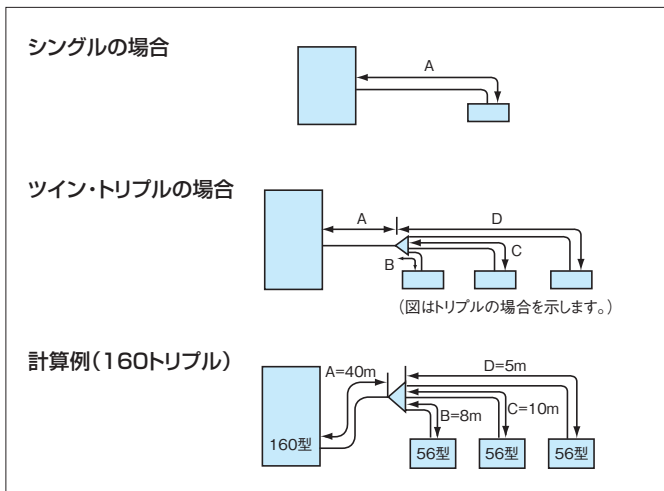 シングルの場合
A
ツイン・トリプルの場合
A
D
C
B
(図はトリプルの場合を示します。)
計算例(160トリプル)
A=40m
D=5m
C=10m
B=8m
160型
56型
56型
56型